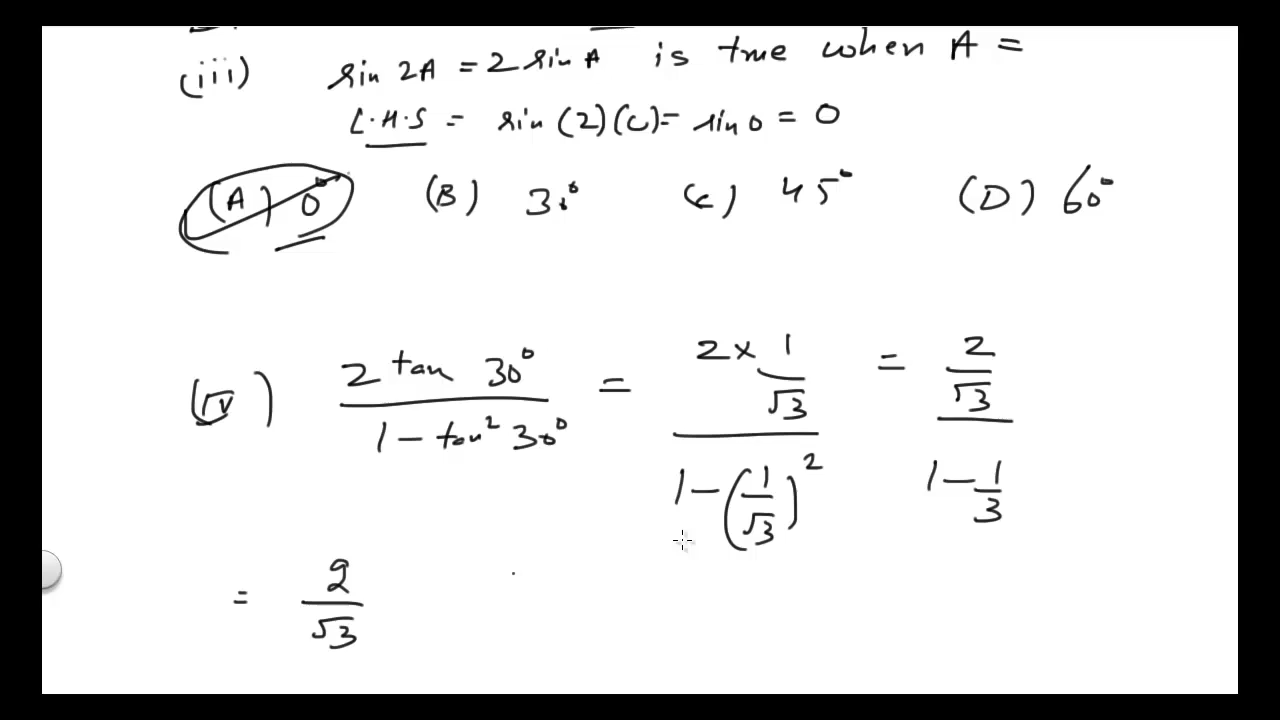 (iii) sin 2A = 2 sin A is true when A =
L.H.S = sin (2)(0) = sin 0 = 0
(A) 0° (B) 30° (C) 45° (D) 60°
(iv) 2 tan 30° / 1 - tan² 30° = 2 × 1/√3 / 1 - (1/√3)² = 2/√3 / 1 - 1/3
= 2/√3